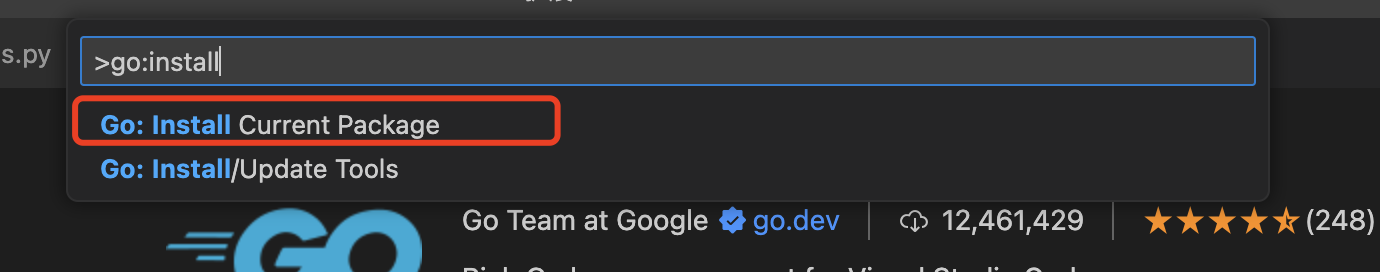 s.py
>go:install
Go: Install Current Package
Go: Install/Update Tools
GO
Go Team at Google go.dev 12,461,429 (248)